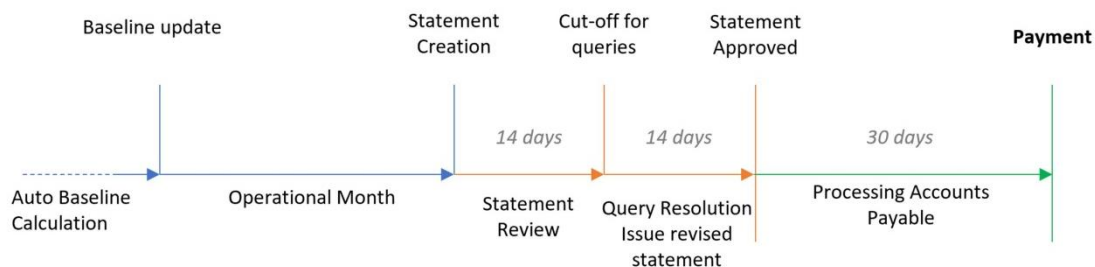 Baseline update
Statement
Creation
Cut-off for
queries
Statement
Approved
Payment
14 days
14 days
30 days
Auto Baseline
Calculation
Operational Month
Statement
Review
Query Resolution
Issue revised
statement
Processing Accounts
Payable